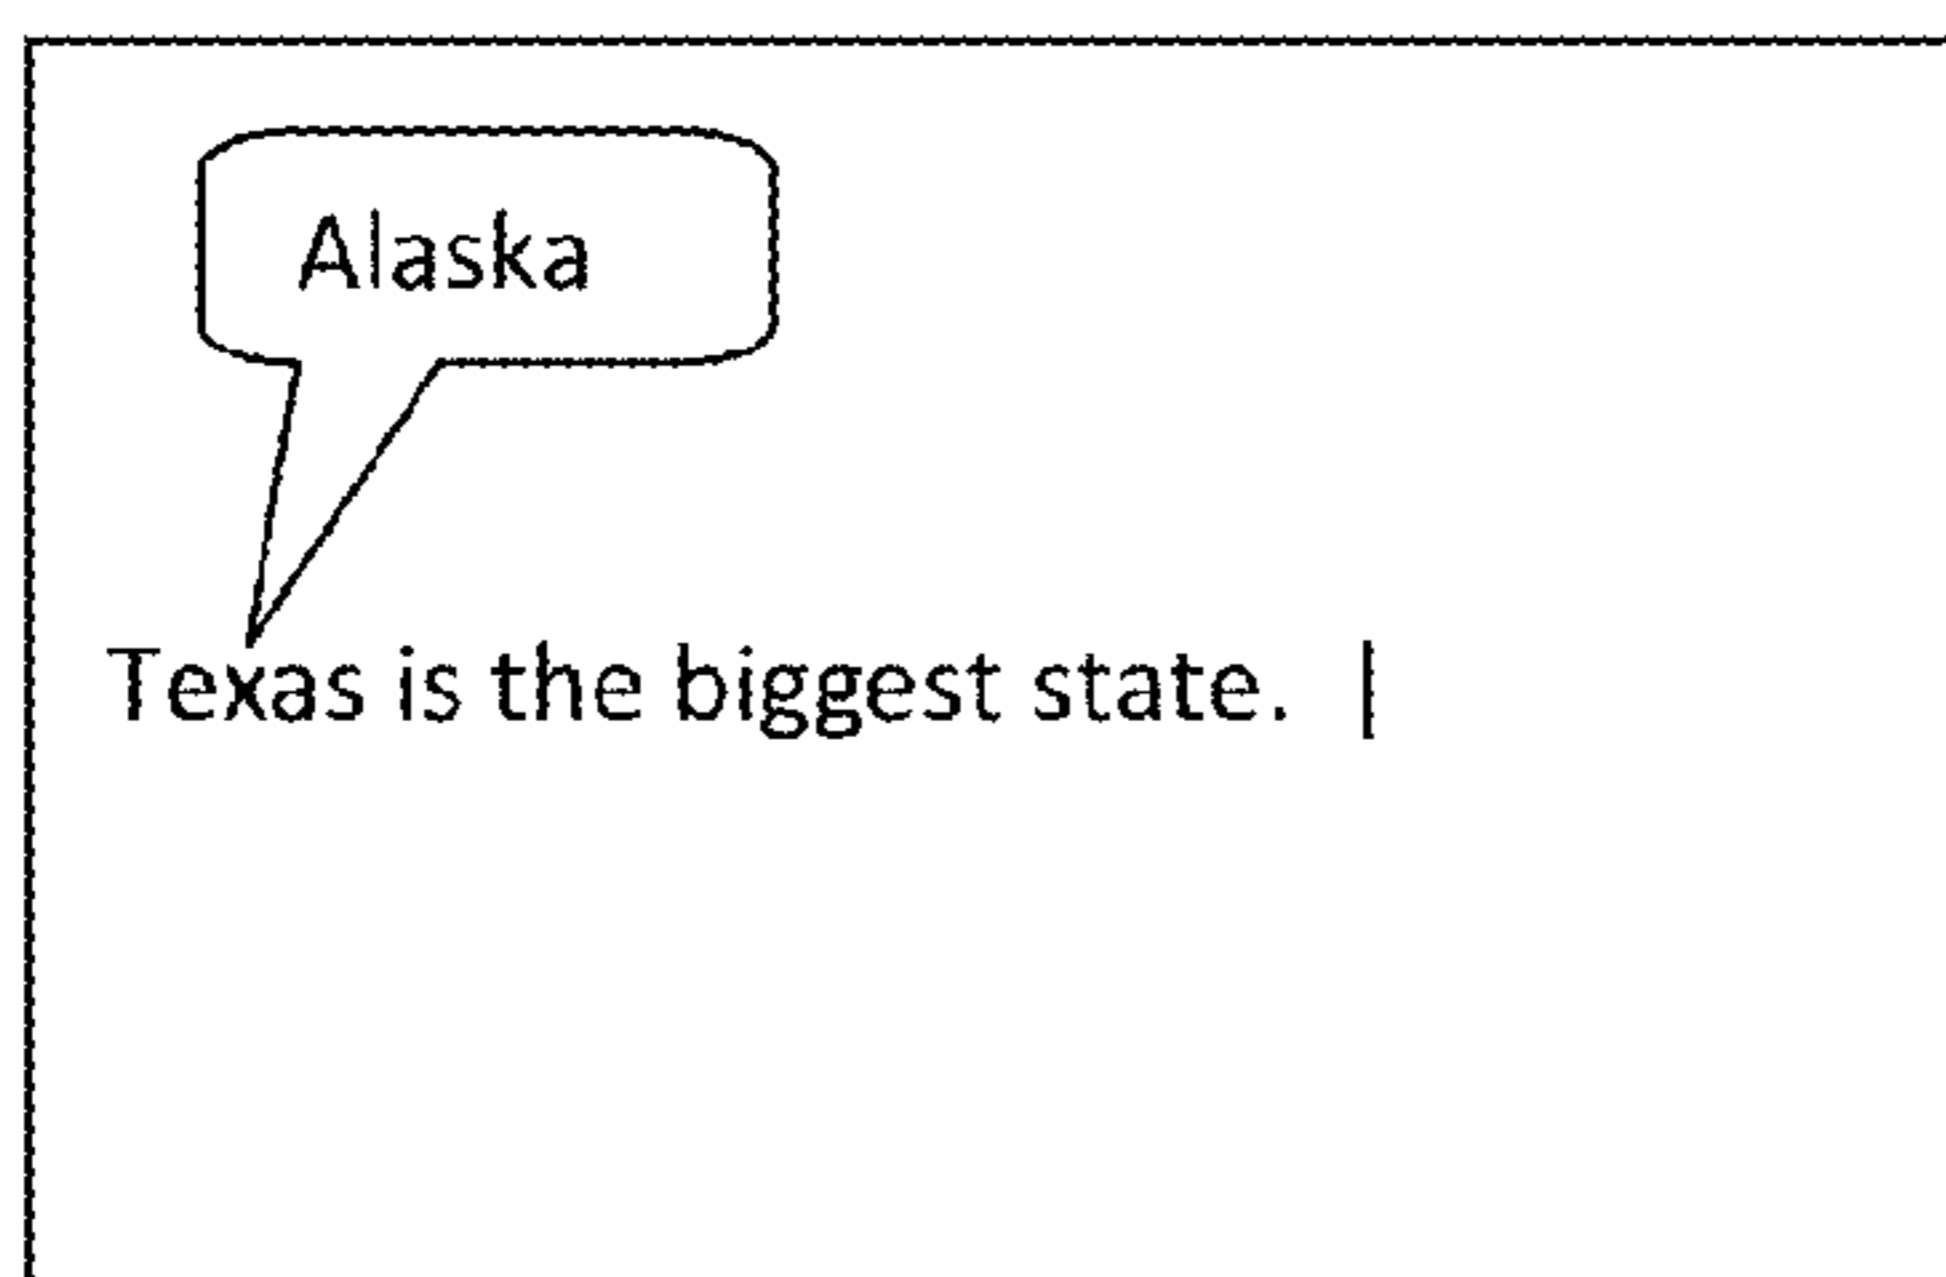 Alaska
Texas is the biggest state. |